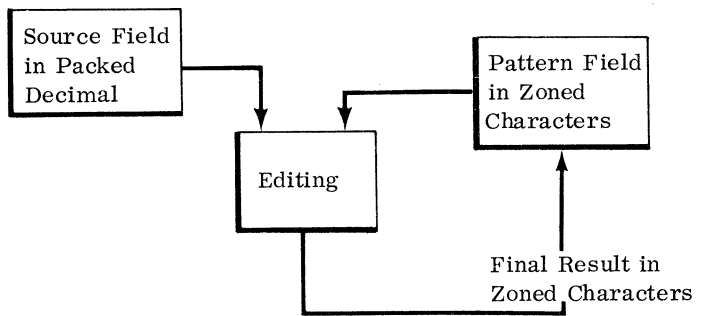 Source Field
in Packed
Decimal
Pattern Field
in Zoned
Characters
Editing
Final Result in
Zoned Characters